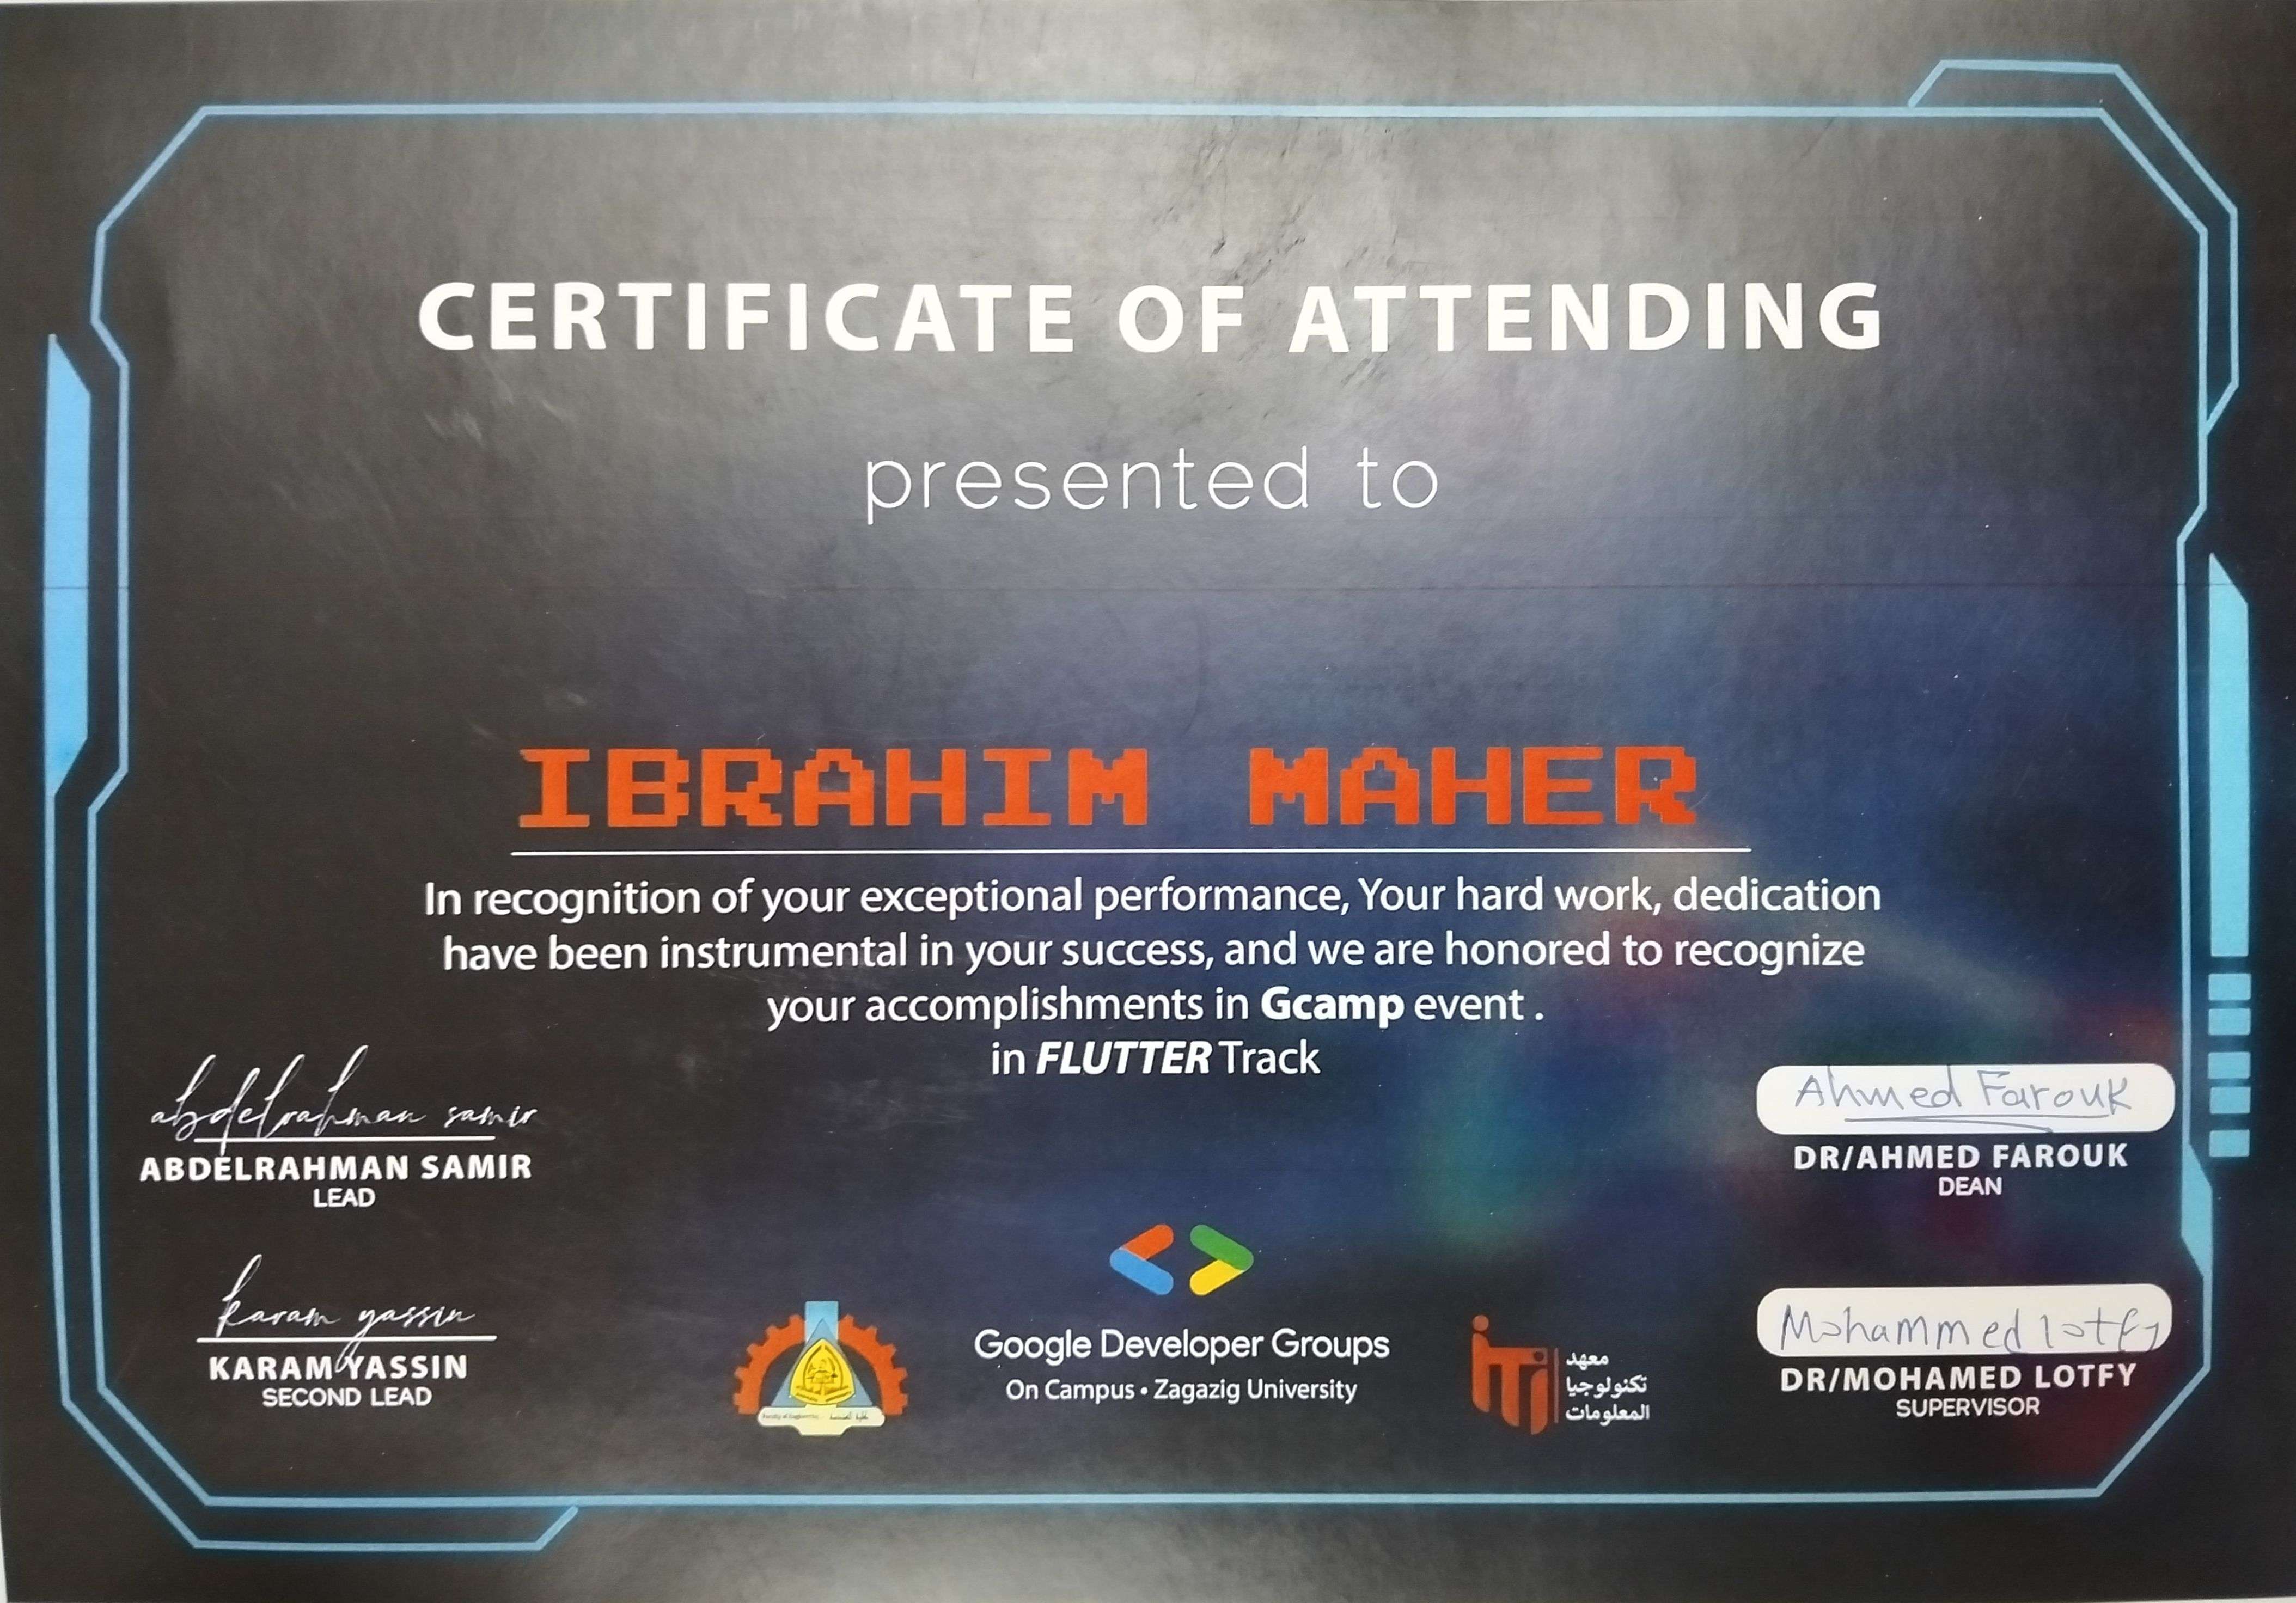 CERTIFICATE OF ATTENDING
presented to
IBRAHIM MAHER
In recognition of your exceptional performance, Your hard work, dedication
have been instrumental in your success, and we are honored to recognize
your accomplishments in Gcamp event .
in FLUTTER Track
abdelrahman samir
ABDELRAHMAN SAMIR
LEAD
Ahmed Farouk
DR/AHMED FAROUK
DEAN
karam yassin
KARAM YASSIN
SECOND LEAD
Faculty of Engineering كلية الهندسة
Google Developer Groups
On Campus • Zagazig University
iTi
معهد
تكنولوجيا
المعلومات
Mohammed lotfy
DR/MOHAMED LOTFY
SUPERVISOR